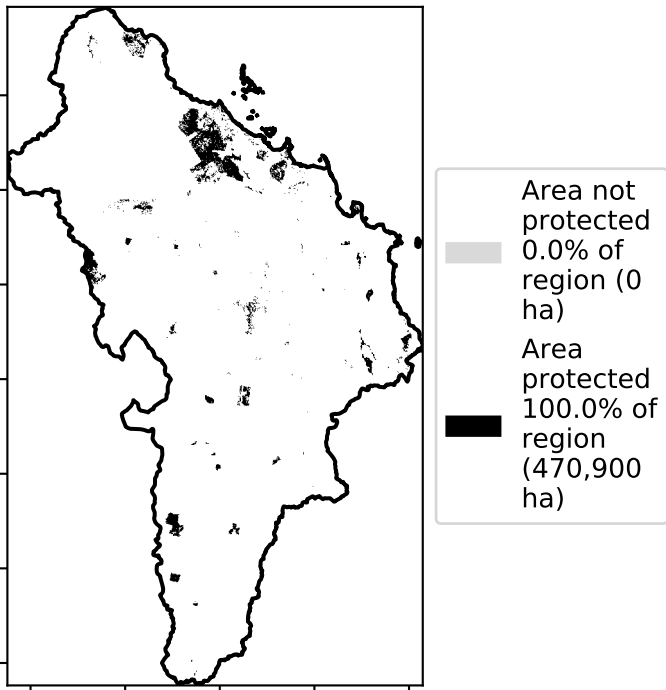 Area not
protected
0.0% of
region (0
ha)
Area
protected
100.0% of
region
(470,900
ha)